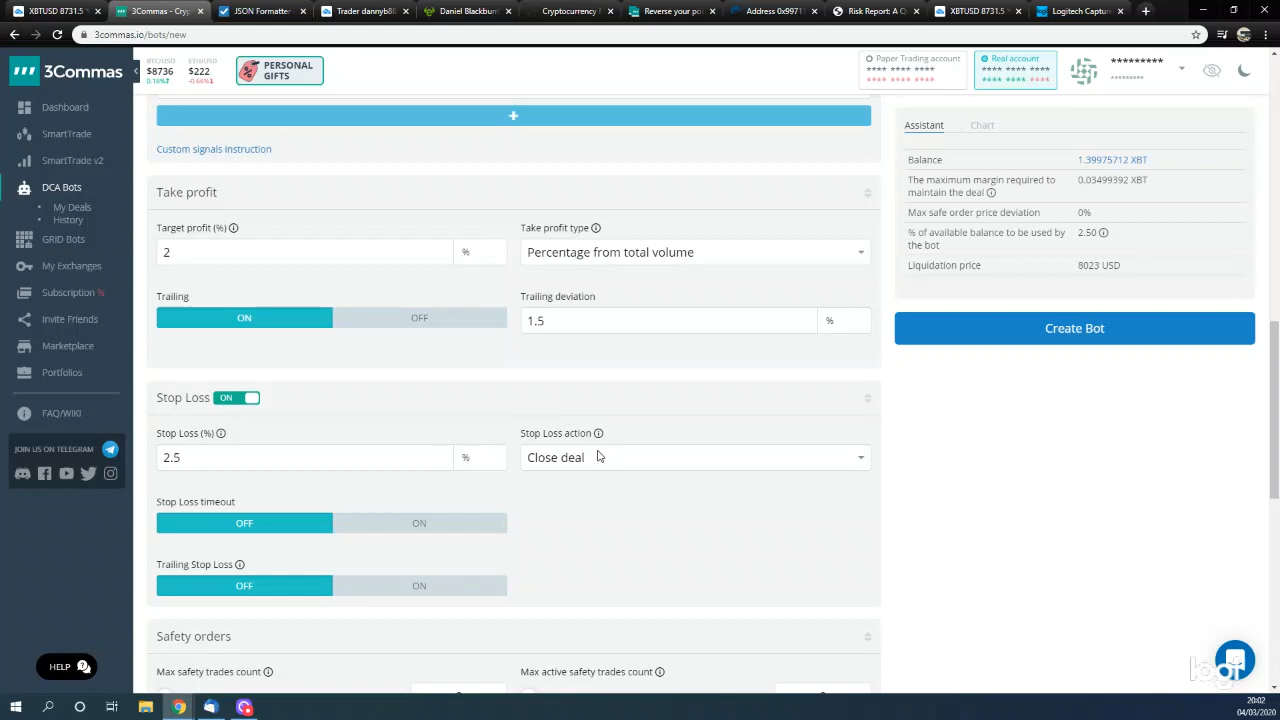 XBTUSD 8731.5 *
3Commas - Cryp
JSON Formatter
Trader danny88
Daniel Blackburn
Cryptocurrency
Reverse your po
Address 0x9971
Risk Report: A Q
XBTUSD 8731.5 *
Logitech Captur
3commas.io/bots/new
3Commas
BTC/USD
$8736
0.18%
ETH/USD
$222
-0.66%
PERSONAL
GIFTS
Paper Trading account
**** **** ****
**** **** ****
Real account
**** **** ****
**** **** ****
*********
*********
Dashboard
SmartTrade
SmartTrade v2
DCA Bots
My Deals
History
GRID Bots
My Exchanges
Subscription %
Invite Friends
Marketplace
Portfolios
FAQ/WIKI
JOIN US ON TELEGRAM
HELP
+
Custom signals instruction
Take profit
Target profit (%)
2 %
Take profit type
Percentage from total volume
Trailing
ON OFF
Trailing deviation
1.5 %
Stop Loss ON
Stop Loss (%)
2.5 %
Stop Loss action
Close deal
Stop Loss timeout
OFF ON
Trailing Stop Loss
OFF ON
Safety orders
Max safety trades count
Max active safety trades count
Assistant Chart
Balance 1.39975712 XBT
The maximum margin required to
maintain the deal 0.03499392 XBT
Max safe order price deviation 0%
% of available balance to be used by
the bot 2.50
Liquidation price 8023 USD
Create Bot
logi
20:02
04/03/2020